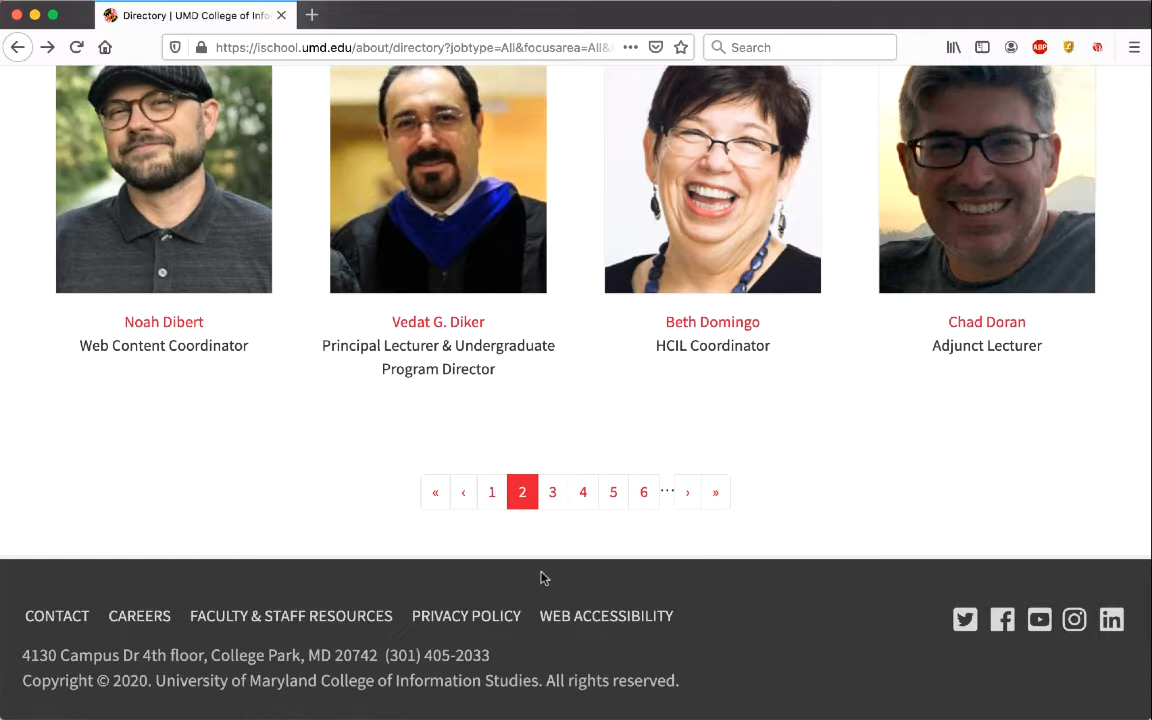 Directory | UMD College of Info
https://ischool.umd.edu/about/directory?jobtype=All&focusarea=All&
Search
ABP
Noah Dibert
Web Content Coordinator
Vedat G. Diker
Principal Lecturer & Undergraduate
Program Director
Beth Domingo
HCIL Coordinator
Chad Doran
Adjunct Lecturer
« ‹ 1 2 3 4 5 6 ... › »
CONTACT CAREERS FACULTY & STAFF RESOURCES PRIVACY POLICY WEB ACCESSIBILITY
4130 Campus Dr 4th floor, College Park, MD 20742 (301) 405-2033
Copyright © 2020. University of Maryland College of Information Studies. All rights reserved.